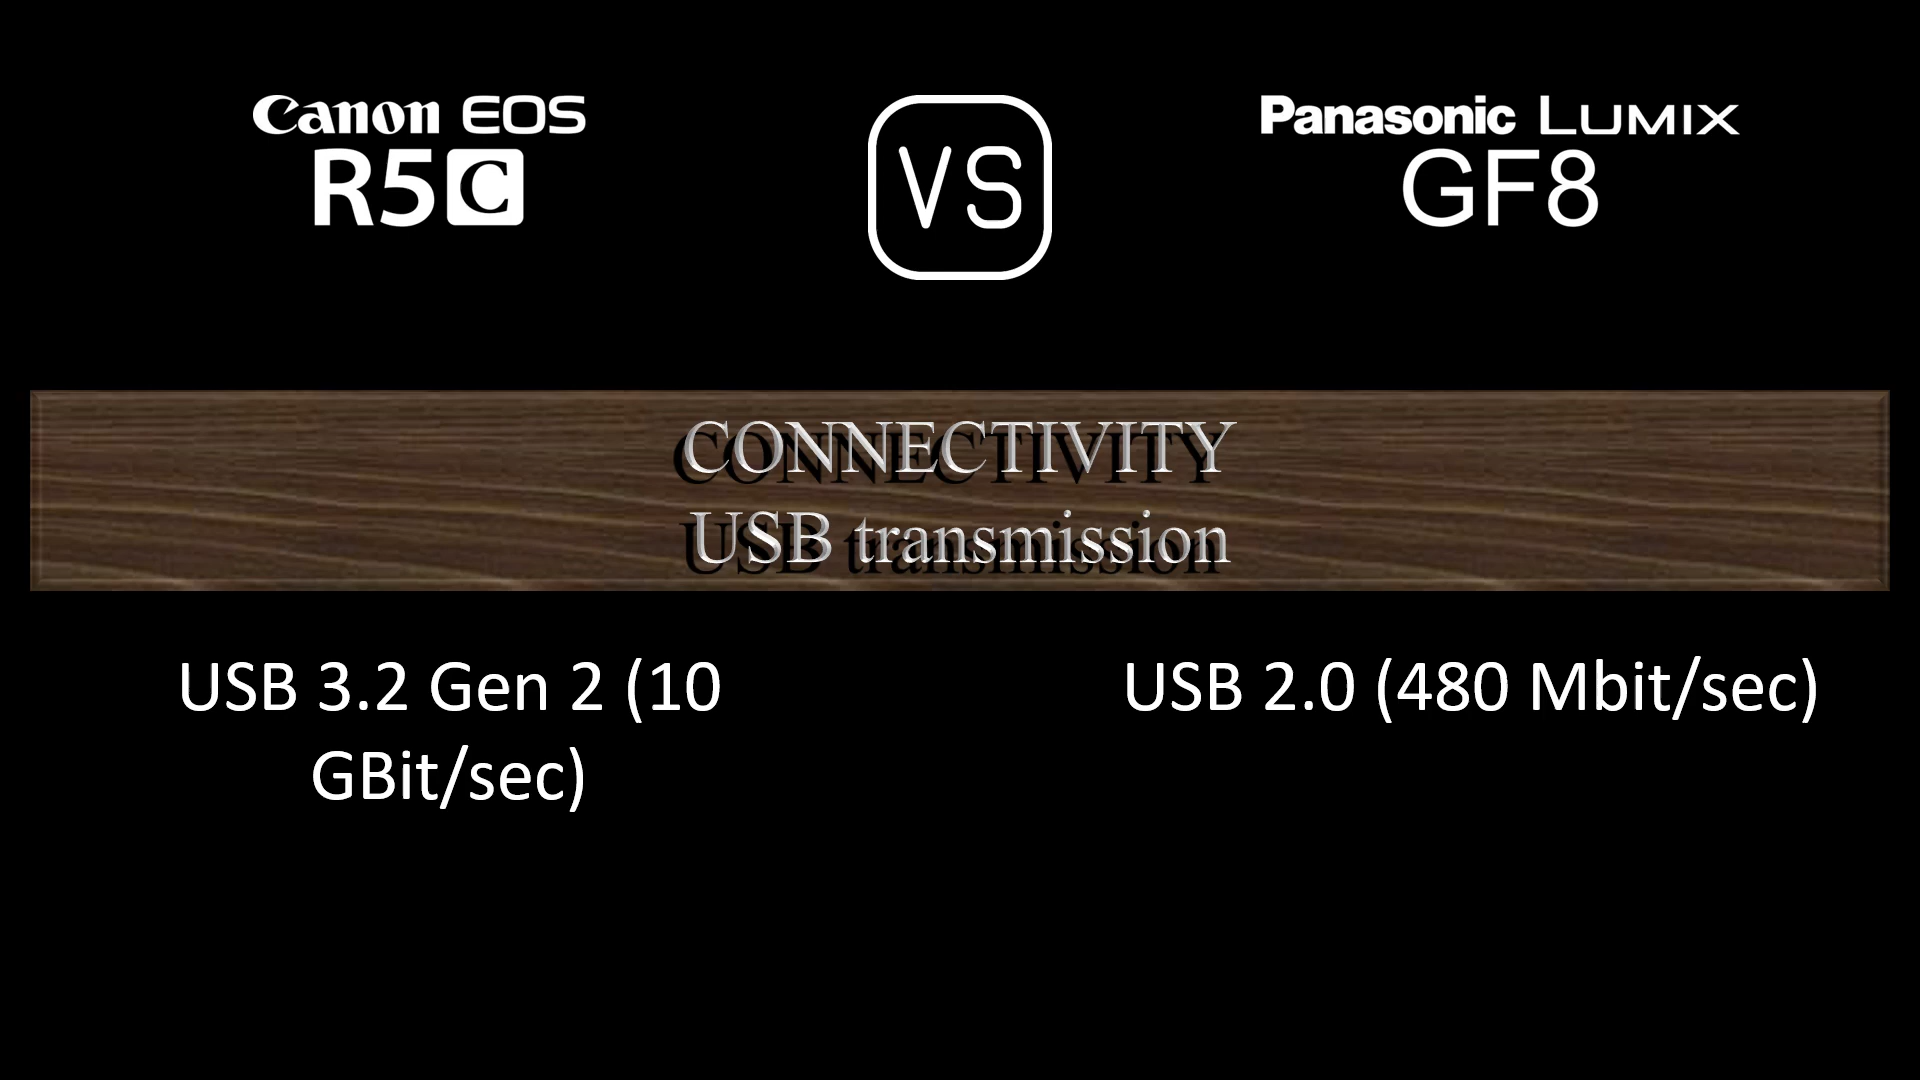 Canon EOS
R5 C
VS
Panasonic LUMIX
GF8
CONNECTIVITY
USB transmission
USB 3.2 Gen 2 (10
GBit/sec)
USB 2.0 (480 Mbit/sec)